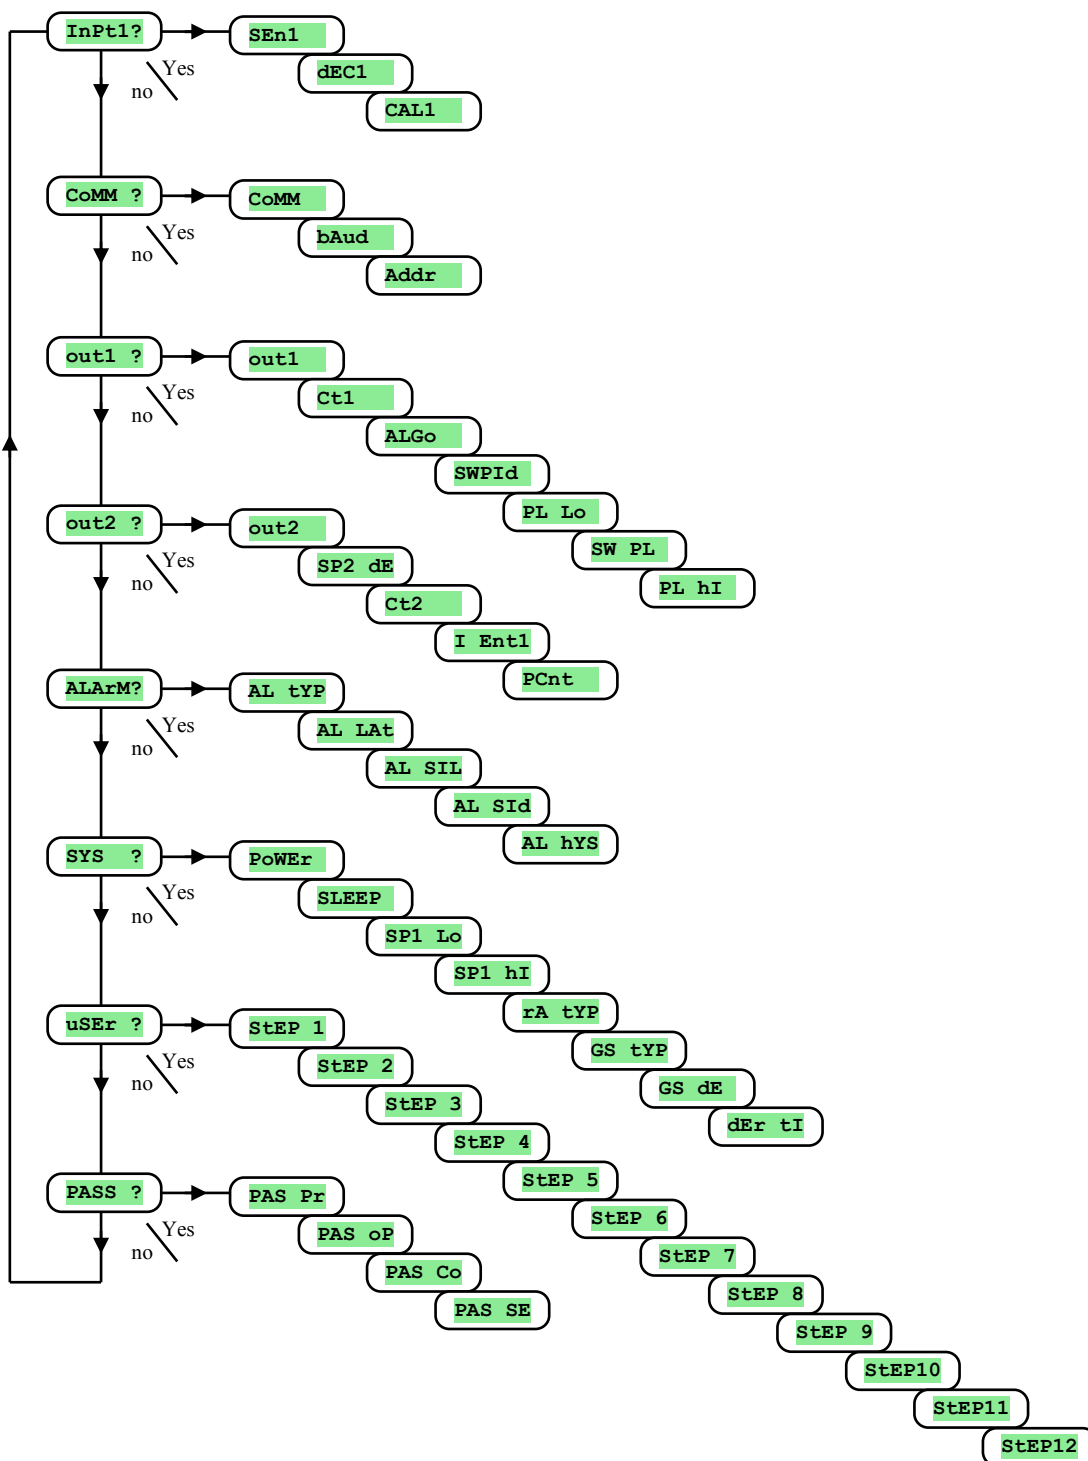 InPt1? SEn1
Yes
no
dEC1
CAL1
CoMM ? CoMM
Yes
no
bAud
Addr
out1 ? out1
Yes
no
Ct1
ALGo
SWPId
PL Lo
SW PL
PL hI
out2 ? out2
Yes
no
SP2 dE
Ct2
I Ent1
PCnt
ALArM? AL tYP
Yes
no
AL LAt
AL SIL
AL SId
AL hYS
SYS ? PoWEr
Yes
no
SLEEP
SP1 Lo
SP1 hI
rA tYP
GS tYP
GS dE
dEr tI
uSEr ? StEP 1
Yes
no
StEP 2
StEP 3
StEP 4
StEP 5
StEP 6
StEP 7
StEP 8
StEP 9
StEP10
StEP11
StEP12
PASS ? PAS Pr
Yes
no
PAS oP
PAS Co
PAS SE